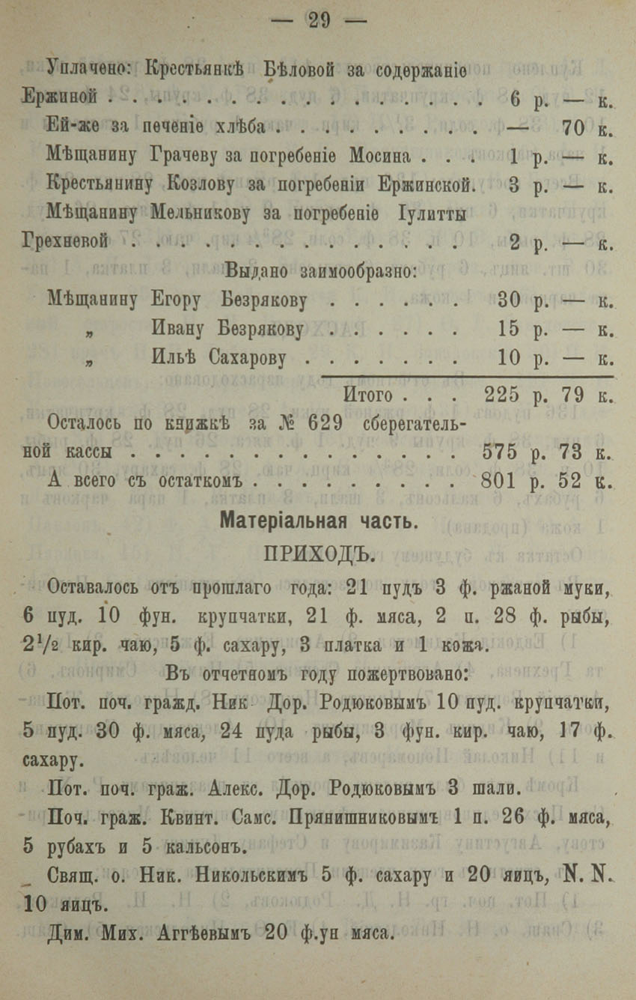 — 29 —
Уплачено: Крестьянкѣ Бѣловой за содержаніе
Ержиной . . . . . . . . . . . . . . . . 6 р. — к.
Ей-же за печеніе хлѣба . . . . . . . . . — 70 к.
Мѣщанину Грачеву за погребеніе Мосина . . . 1 р. — к.
Крестьянину Козлову за погребеніи Ержинской. 3 р. — к.
Мѣщанину Мельникову за погребеніе Іулитты
Грехневой . . . . . . . . . . . . . . 2 р. — к.
Выдано заимообразно:
Мѣщанину Егору Безрякову . . . . . . 30 р. — к.
„ Ивану Безрякову . . . . . . 15 р. — к.
„ Ильѣ Сахарову . . . . . . . 10 р. — к.
Итого . . . 225 р. 79 к.
Осталось по книжкѣ за № 629 сберегатель-
ной кассы . . . . . . . . . . . . . . 575 р. 73 к.
А всего съ остаткомъ . . . . . . . . . 801 р. 52 к.
Матеріальная часть.
ПРИХОДЪ.
Оставалось отъ прошлаго года: 21 пудъ 3 ф. ржаной муки,
6 пуд. 10 фун. крупчатки, 21 ф. мяса, 2 п. 28 ф. рыбы,
2½ кир. чаю, 5 ф. сахару, 3 платка и 1 кожа.
Въ отчетномъ году пожертвовано:
Пот. поч. гражд. Ник. Дор. Родюковымъ 10 пуд. крупчатки,
5 пуд. 30 ф. мяса, 24 пуда рыбы, 3 фун. кир. чаю, 17 ф.
сахару.
Пот. поч. граж. Алекс. Дор. Родюковымъ 3 шали.
Поч. граж. Квинт. Самс. Прянишниковымъ 1 п. 26 ф. мяса,
5 рубахъ и 5 кальсонъ.
Свящ. о. Ник. Никольскимъ 5 ф. сахару и 20 яицъ, N. N.
10 яицъ.
Дим. Мих. Аггѣевымъ 20 ф.ун мяса.